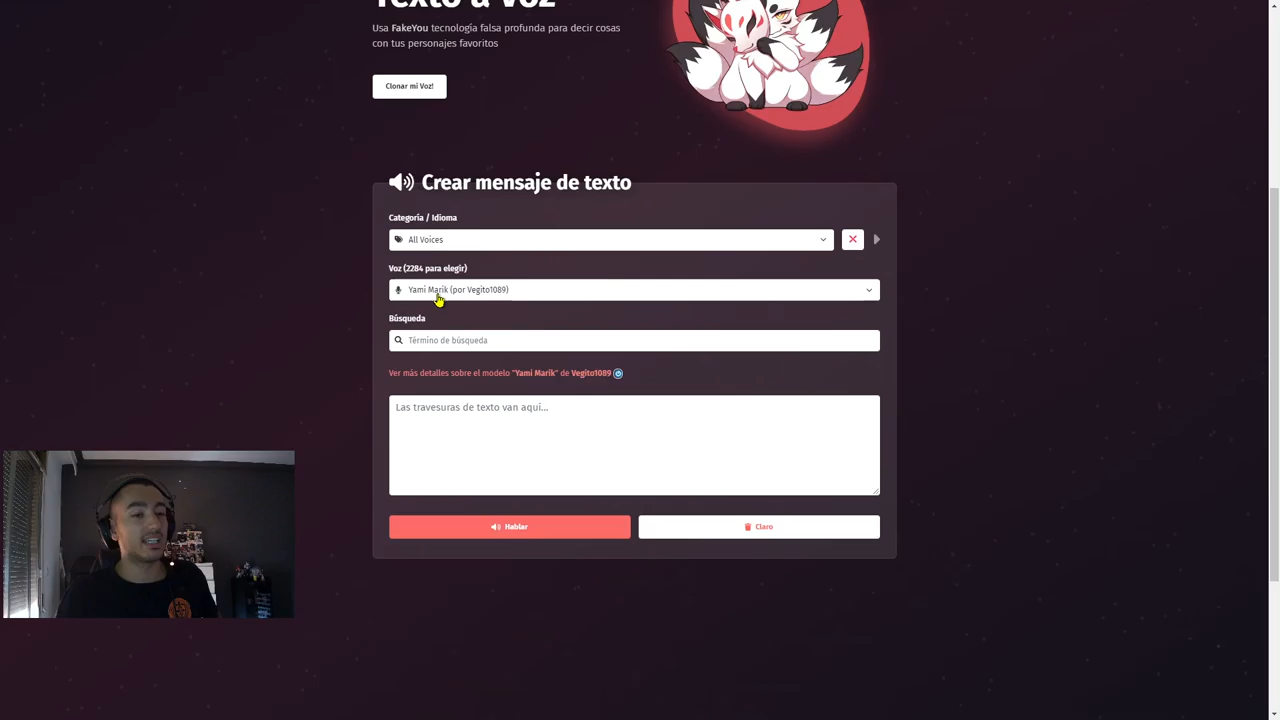 Texto a Voz
Usa FakeYou tecnología falsa profunda para decir cosas
con tus personajes favoritos
Clonar mi Voz!
Crear mensaje de texto
Categoría / Idioma
All Voices
Voz (2284 para elegir)
Yami Marik (por Vegito1089)
Búsqueda
Término de búsqueda
Ver más detalles sobre el modelo "Yami Marik" de Vegito1089
Las travesuras de texto van aquí...
Hablar
Claro